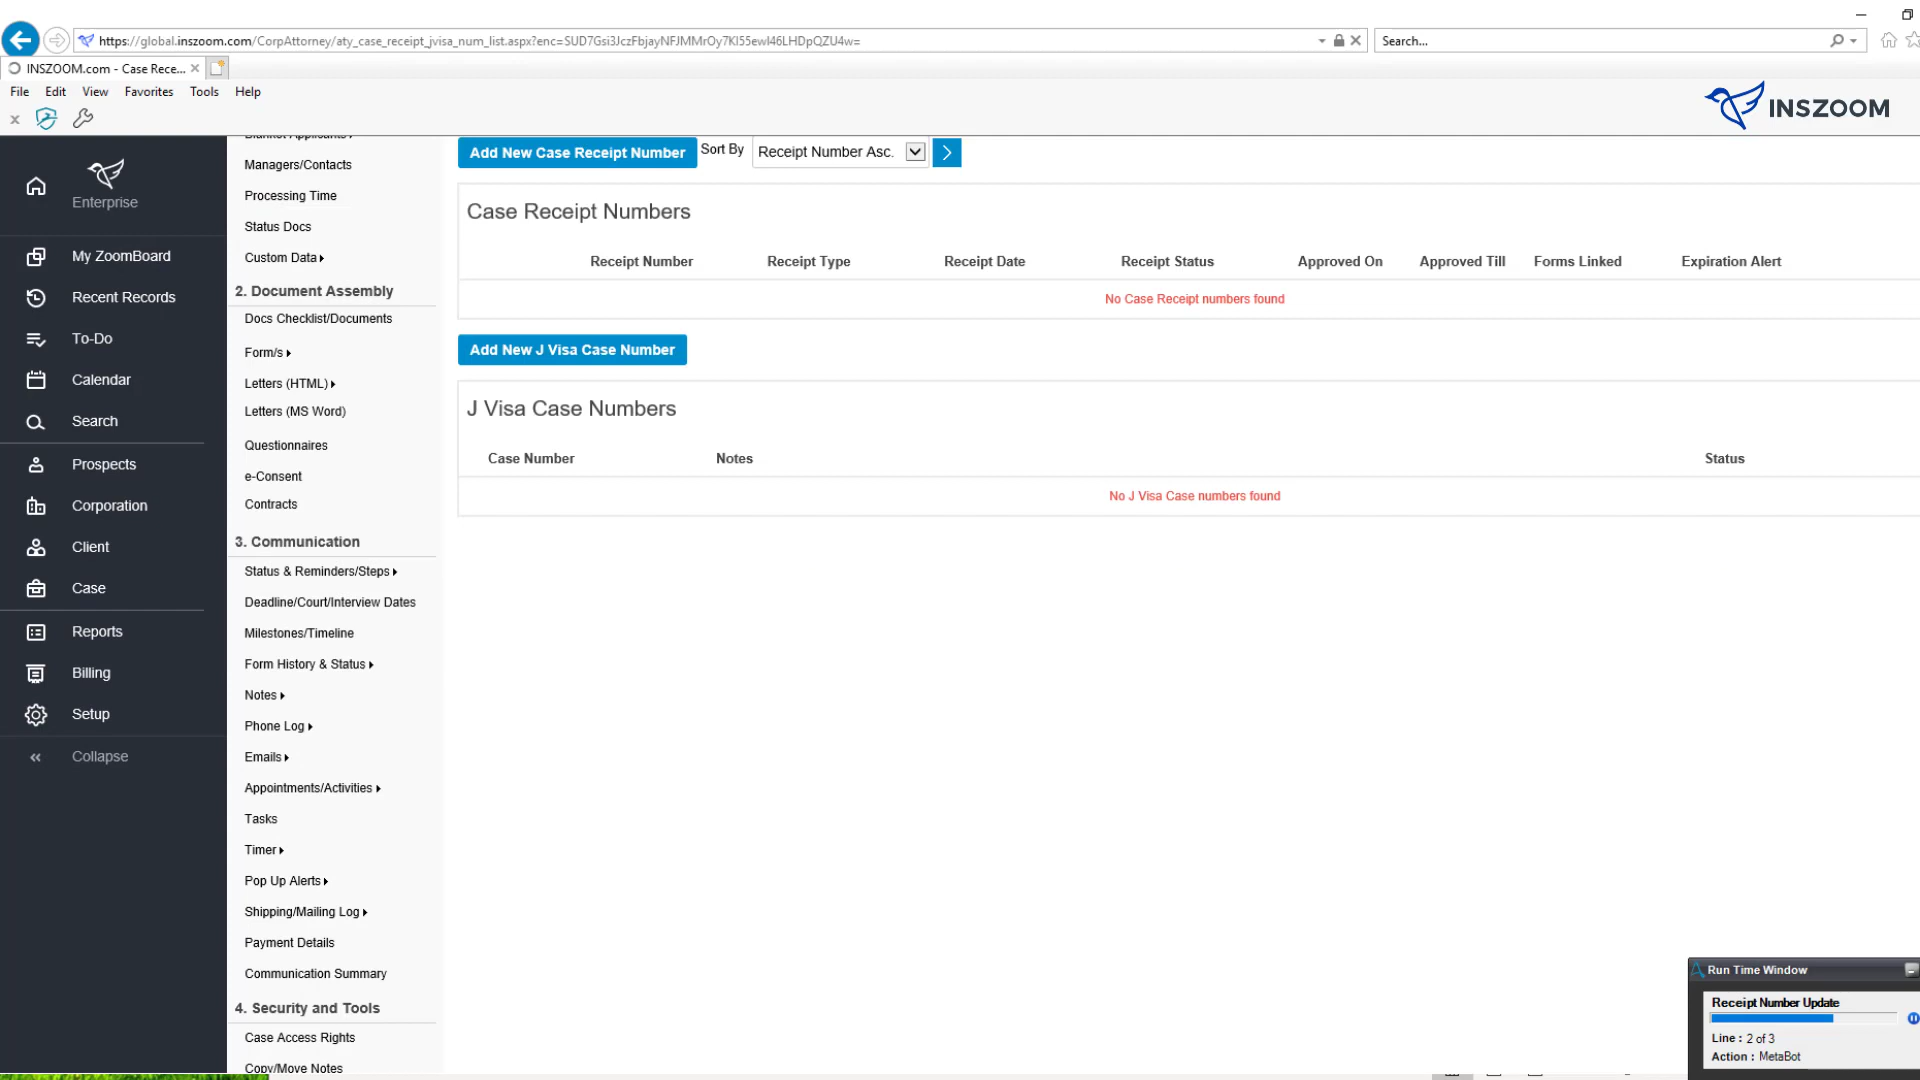 https://global.inszoom.com/CorpAttorney/aty_case_receipt_jvisa_num_list.aspx?enc=SUD7Gsi3JczFbjayNFJMMrOy7Kl55ewI46LHDpQZU4w=
Search...
INSZOOM.com - Case Rece...
File Edit View Favorites Tools Help
INSZOOM
Enterprise
My ZoomBoard
Recent Records
To-Do
Calendar
Search
Prospects
Corporation
Client
Case
Reports
Billing
Setup
Collapse
Blanket Applicants
Managers/Contacts
Processing Time
Status Docs
Custom Data
2. Document Assembly
Docs Checklist/Documents
Form/s
Letters (HTML)
Letters (MS Word)
Questionnaires
e-Consent
Contracts
3. Communication
Status & Reminders/Steps
Deadline/Court/Interview Dates
Milestones/Timeline
Form History & Status
Notes
Phone Log
Emails
Appointments/Activities
Tasks
Timer
Pop Up Alerts
Shipping/Mailing Log
Payment Details
Communication Summary
4. Security and Tools
Case Access Rights
Copy/Move Notes
Add New Case Receipt Number Sort By Receipt Number Asc.
Case Receipt Numbers
Receipt Number Receipt Type Receipt Date Receipt Status Approved On Approved Till Forms Linked Expiration Alert
No Case Receipt numbers found
Add New J Visa Case Number
J Visa Case Numbers
Case Number Notes Status
No J Visa Case numbers found
Run Time Window
Receipt Number Update
Line : 2 of 3
Action : MetaBot